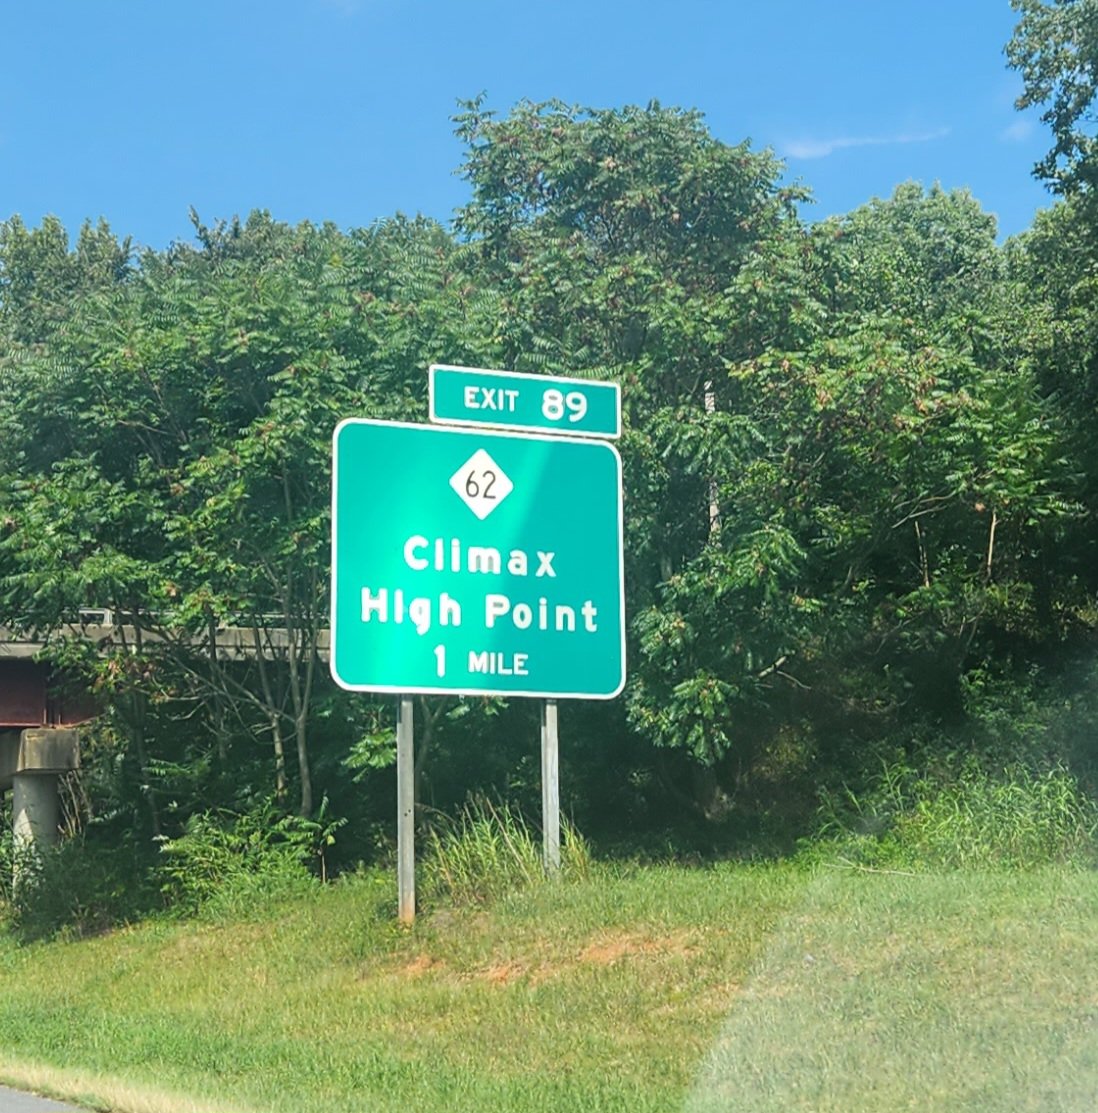 EXIT 89
62
Climax
High Point
1 MILE